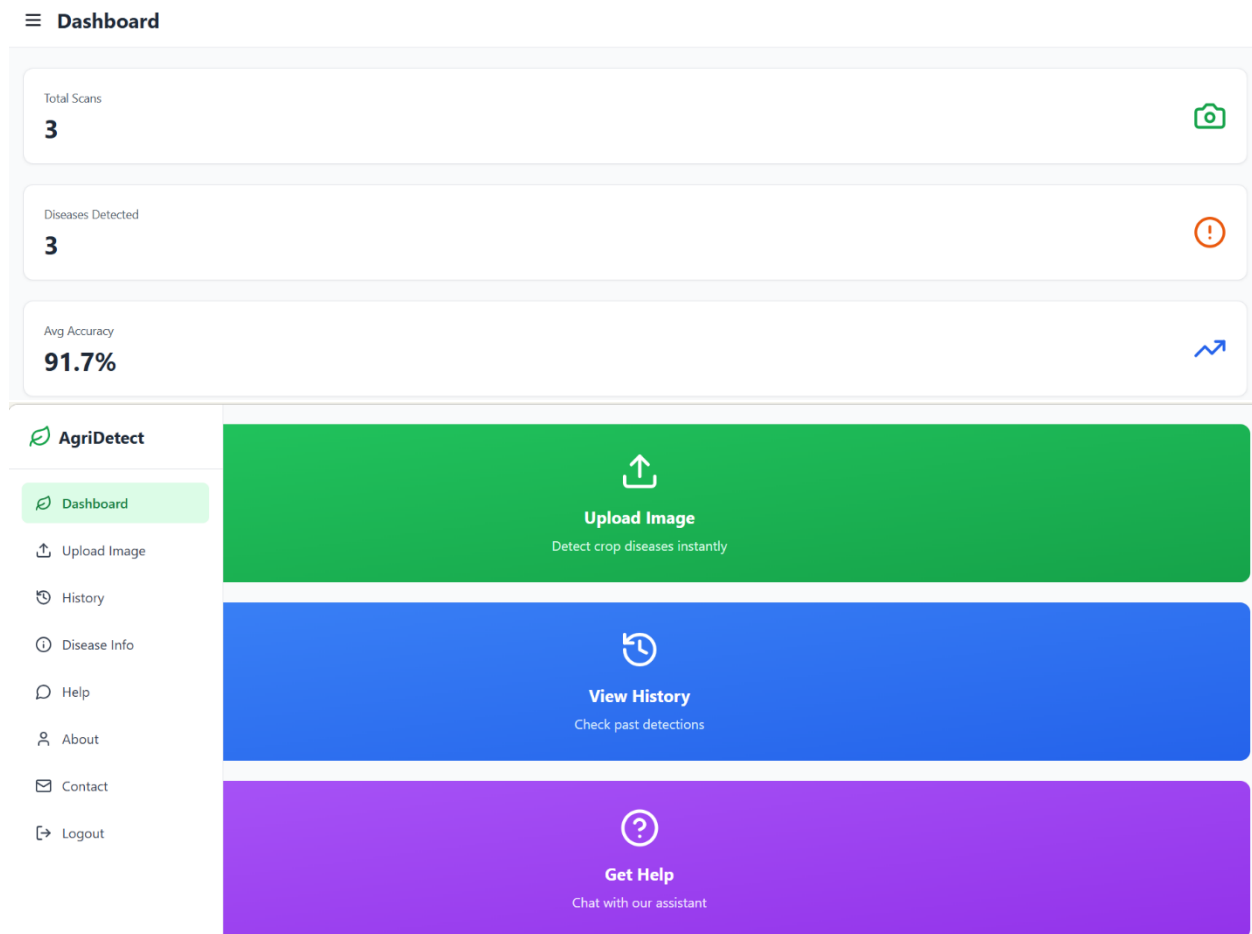 Dashboard
Total Scans
3
Diseases Detected
3
Avg Accuracy
91.7%
AgriDetect
Dashboard
Upload Image
History
Disease Info
Help
About
Contact
Logout
Upload Image
Detect crop diseases instantly
View History
Check past detections
Get Help
Chat with our assistant